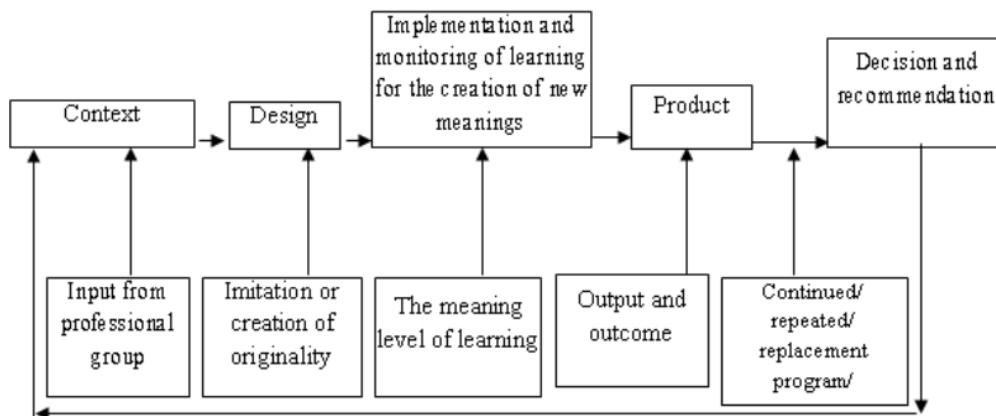 Context
Design
Implementation and
monitoring of learning
for the creation of new
meanings
Product
Decision and
recommendation
Input from
professional
group
Imitation or
creation of
originality
The meaning
level of learning
Output and
outcome
Continued/
repeated/
replacement
program/